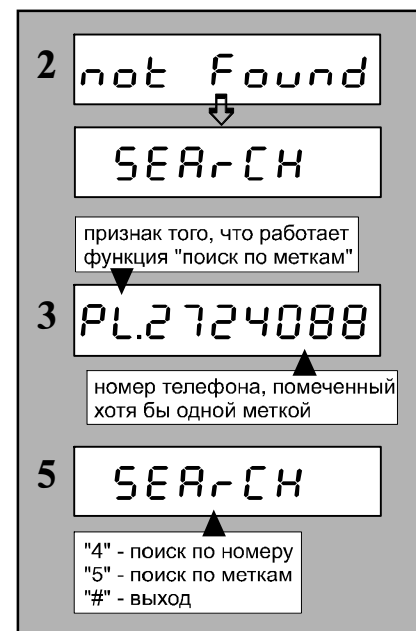 2
not Found
SEArCH
признак того, что работает
функция "поиск по меткам"
3
PL.2724088
номер телефона, помеченный
хотя бы одной меткой
5
SEArCH
"4" - поиск по номеру
"5" - поиск по меткам
"#" - выход